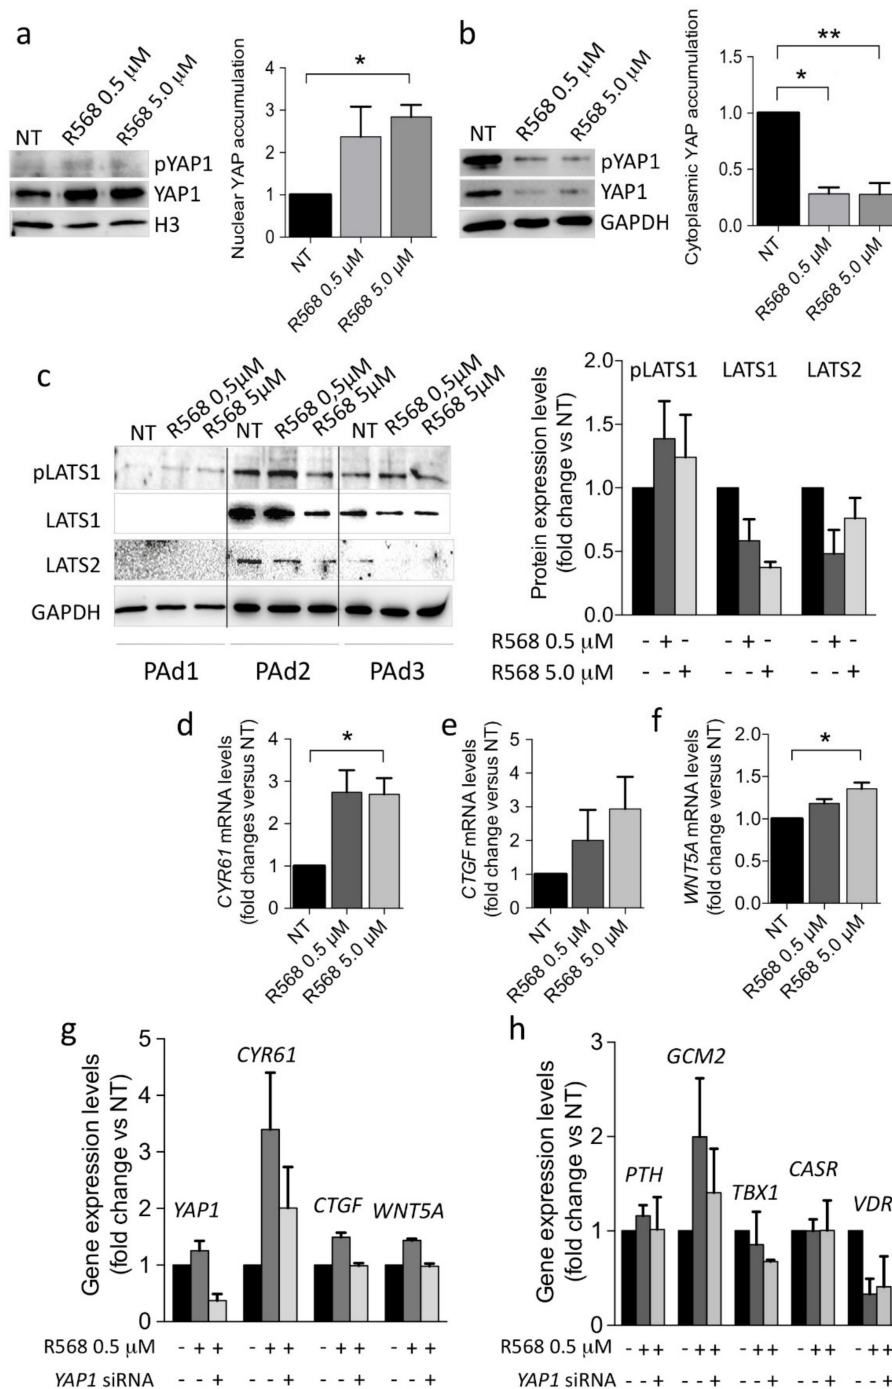 a
NT
R568 0.5 µM
R568 5.0 µM
pYAP1
YAP1
H3
Nuclear YAP accumulation
4
3
2
1
0
*
NT
R568 0.5 µM
R568 5.0 µM
b
NT
R568 0.5 µM
R568 5.0 µM
pYAP1
YAP1
GAPDH
Cytoplasmic YAP accumulation
1.5
1.0
0.5
0.0
**
*
NT
R568 0.5 µM
R568 5.0 µM
c
NT R568 0,5µM R568 5µM NT R568 0,5µM R568 5µM NT R568 0,5µM R568 5µM
pLATS1
LATS1
LATS2
GAPDH
PAd1 PAd2 PAd3
Protein expression levels
(fold change vs NT)
2.0
1.5
1.0
0.5
0.0
pLATS1 LATS1 LATS2
R568 0.5 µM - + - - + - - + -
R568 5.0 µM - - + - - + - - +
d
CYR61 mRNA levels
(fold changes versus NT)
4
3
2
1
0
*
NT
R568 0.5 µM
R568 5.0 µM
e
CTGF mRNA levels
(fold change versus NT)
5
4
3
2
1
0
NT
R568 0.5 µM
R568 5.0 µM
f
WNT5A mRNA levels
(fold change versus NT)
2.0
1.5
1.0
0.5
0.0
*
NT
R568 0.5 µM
R568 5.0 µM
g
Gene expression levels
(fold change vs NT)
5
4
3
2
1
0
YAP1
CYR61
CTGF
WNT5A
R568 0.5 µM - + + - + + - + + - + +
YAP1 siRNA - - + - - + - - + - - +
h
Gene expression levels
(fold change vs NT)
3
2
1
0
PTH
GCM2
TBX1
CASR
VDR
R568 0.5 µM - + + - + + - + + - + + - + +
YAP1 siRNA - - + - - + - - + - - + - - +